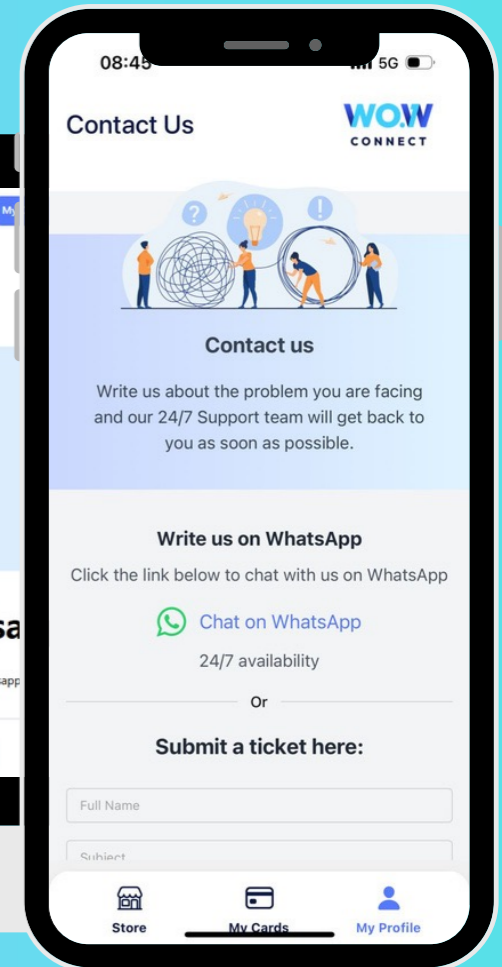 08:45
5G
Contact Us
WO.W
CONNECT
?
!
Contact us
Write us about the problem you are facing
and our 24/7 Support team will get back to
you as soon as possible.
Write us on WhatsApp
Click the link below to chat with us on WhatsApp
Chat on WhatsApp
24/7 availability
Or
Submit a ticket here:
Full Name
Subject
Store
My Cards
My Profile